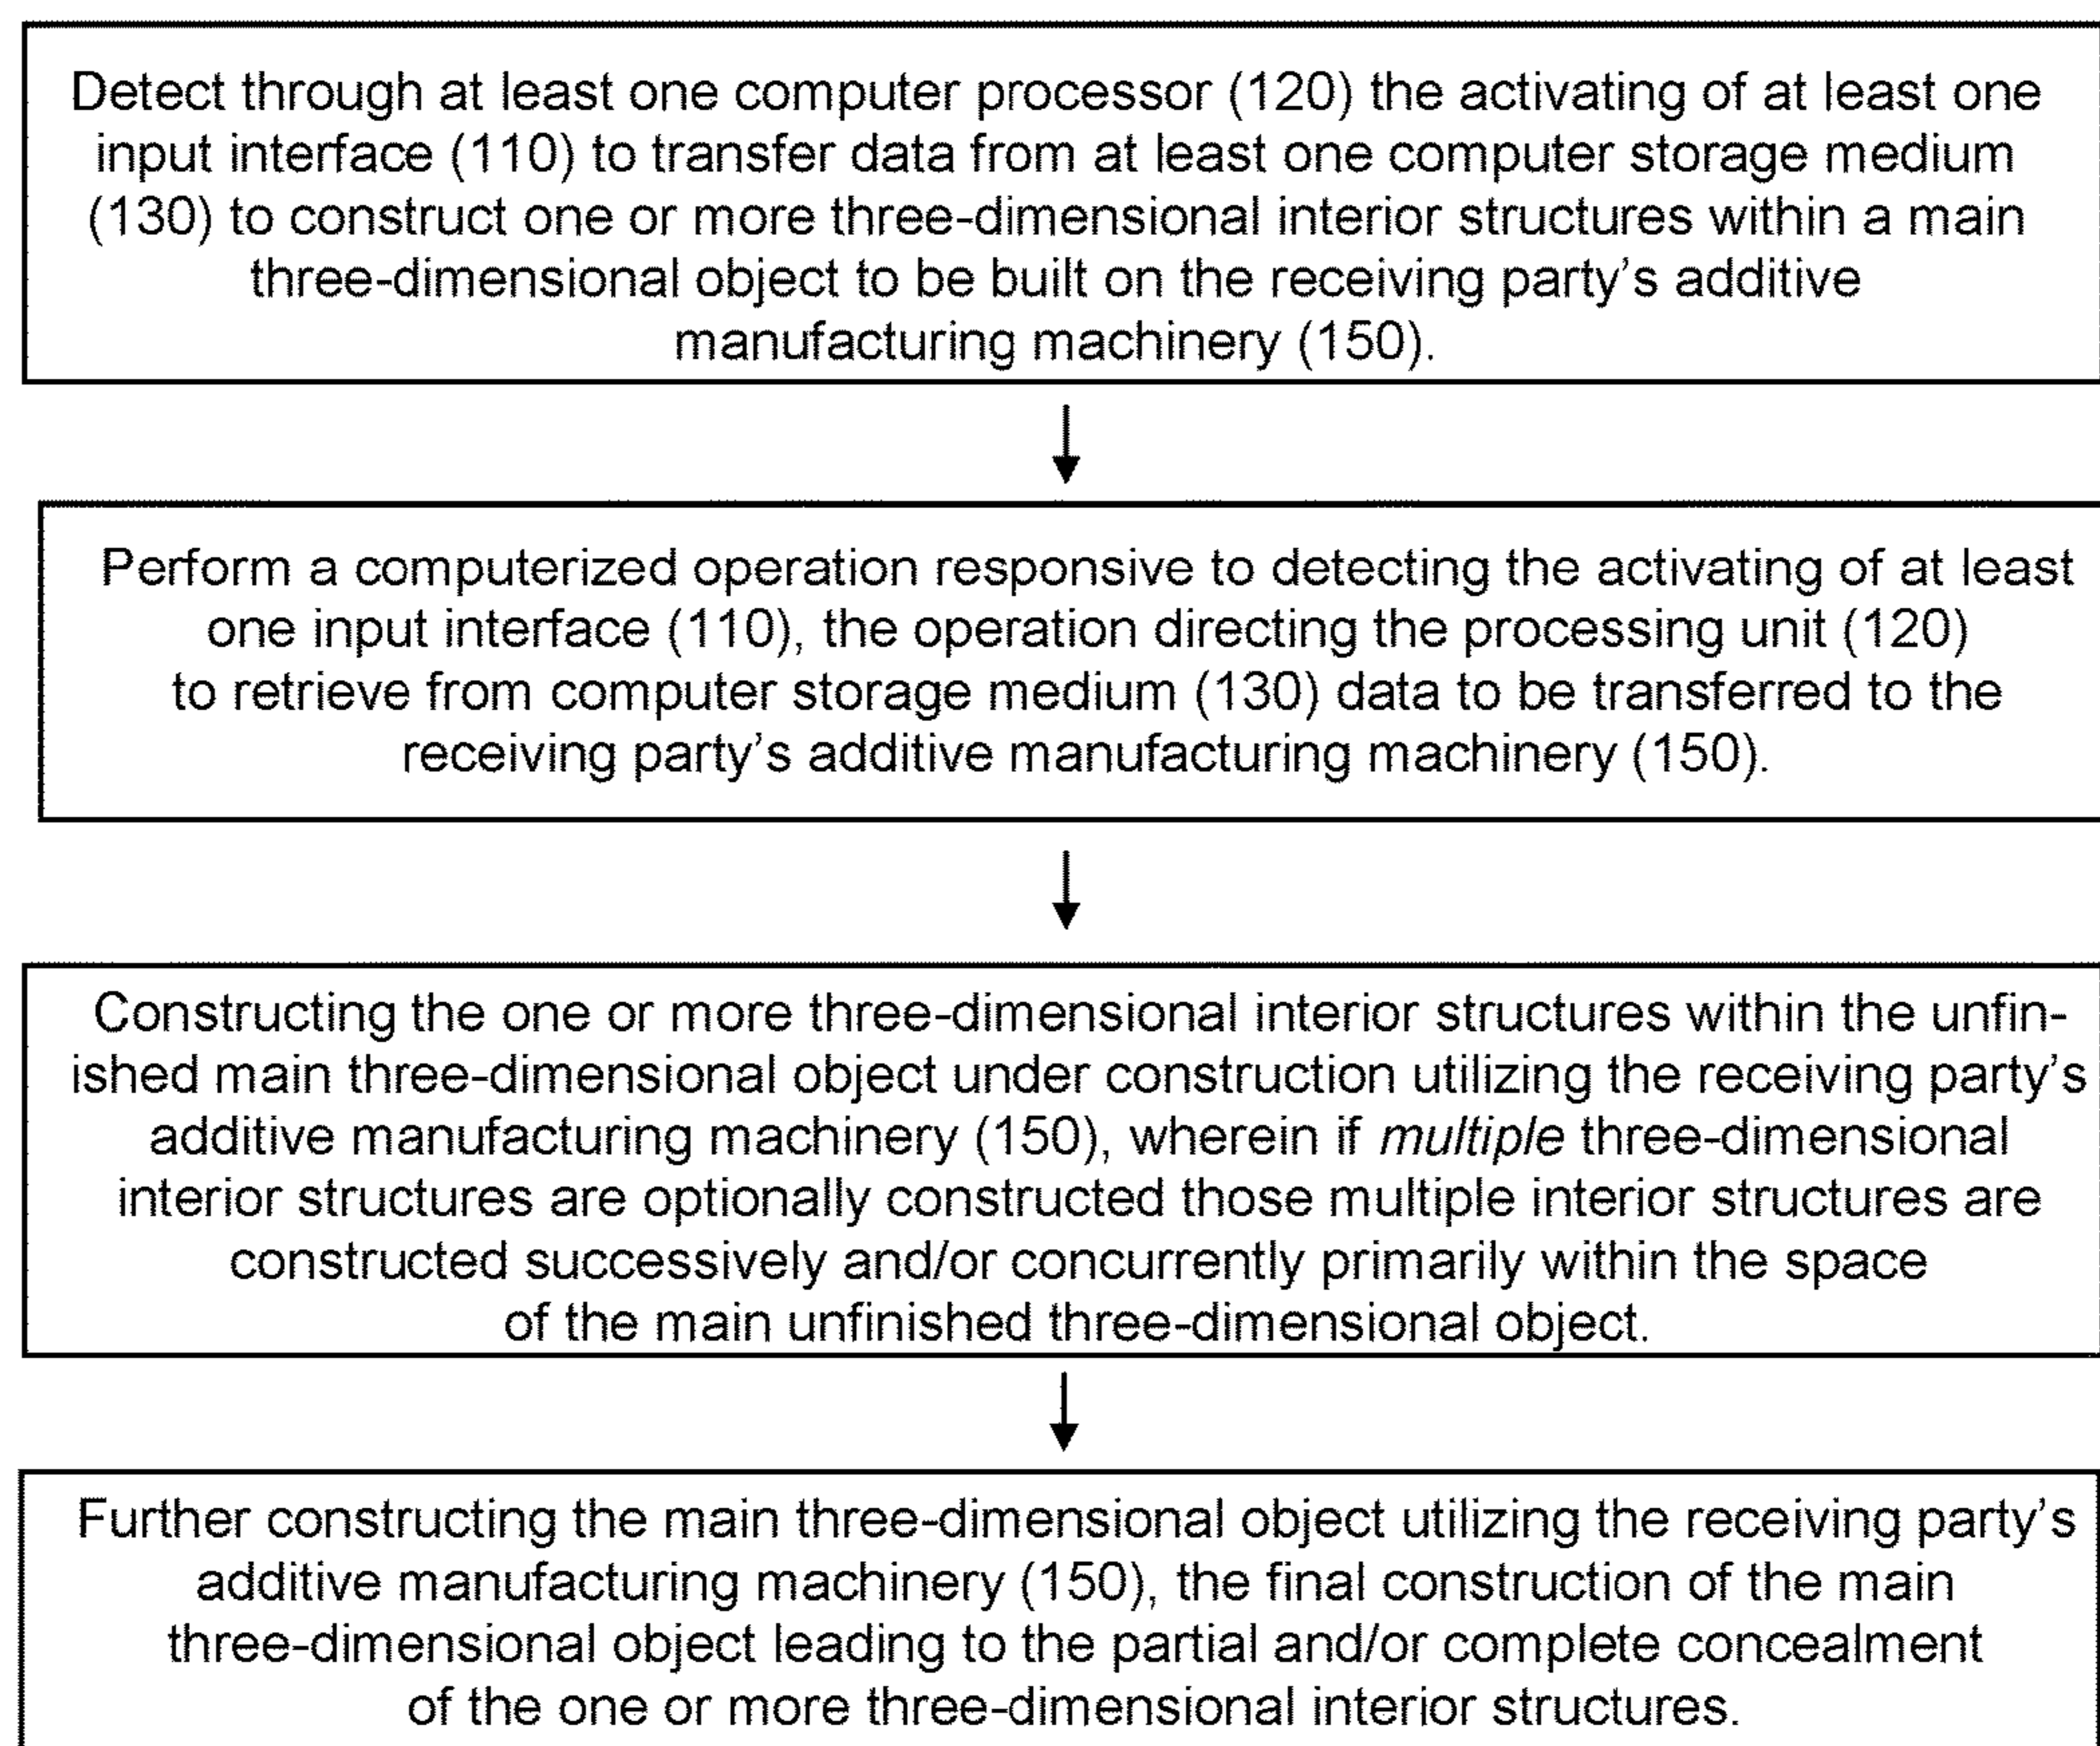 Detect through at least one computer processor (120) the activating of at least one
input interface (110) to transfer data from at least one computer storage medium
(130) to construct one or more three-dimensional interior structures within a main
three-dimensional object to be built on the receiving party's additive
manufacturing machinery (150).
Perform a computerized operation responsive to detecting the activating of at least
one input interface (110), the operation directing the processing unit (120)
to retrieve from computer storage medium (130) data to be transferred to the
receiving party's additive manufacturing machinery (150).
Constructing the one or more three-dimensional interior structures within the unfin-
ished main three-dimensional object under construction utilizing the receiving party's
additive manufacturing machinery (150), wherein if multiple three-dimensional
interior structures are optionally constructed those multiple interior structures are
constructed successively and/or concurrently primarily within the space
of the main unfinished three-dimensional object.
Further constructing the main three-dimensional object utilizing the receiving party's
additive manufacturing machinery (150), the final construction of the main
three-dimensional object leading to the partial and/or complete concealment
of the one or more three-dimensional interior structures.